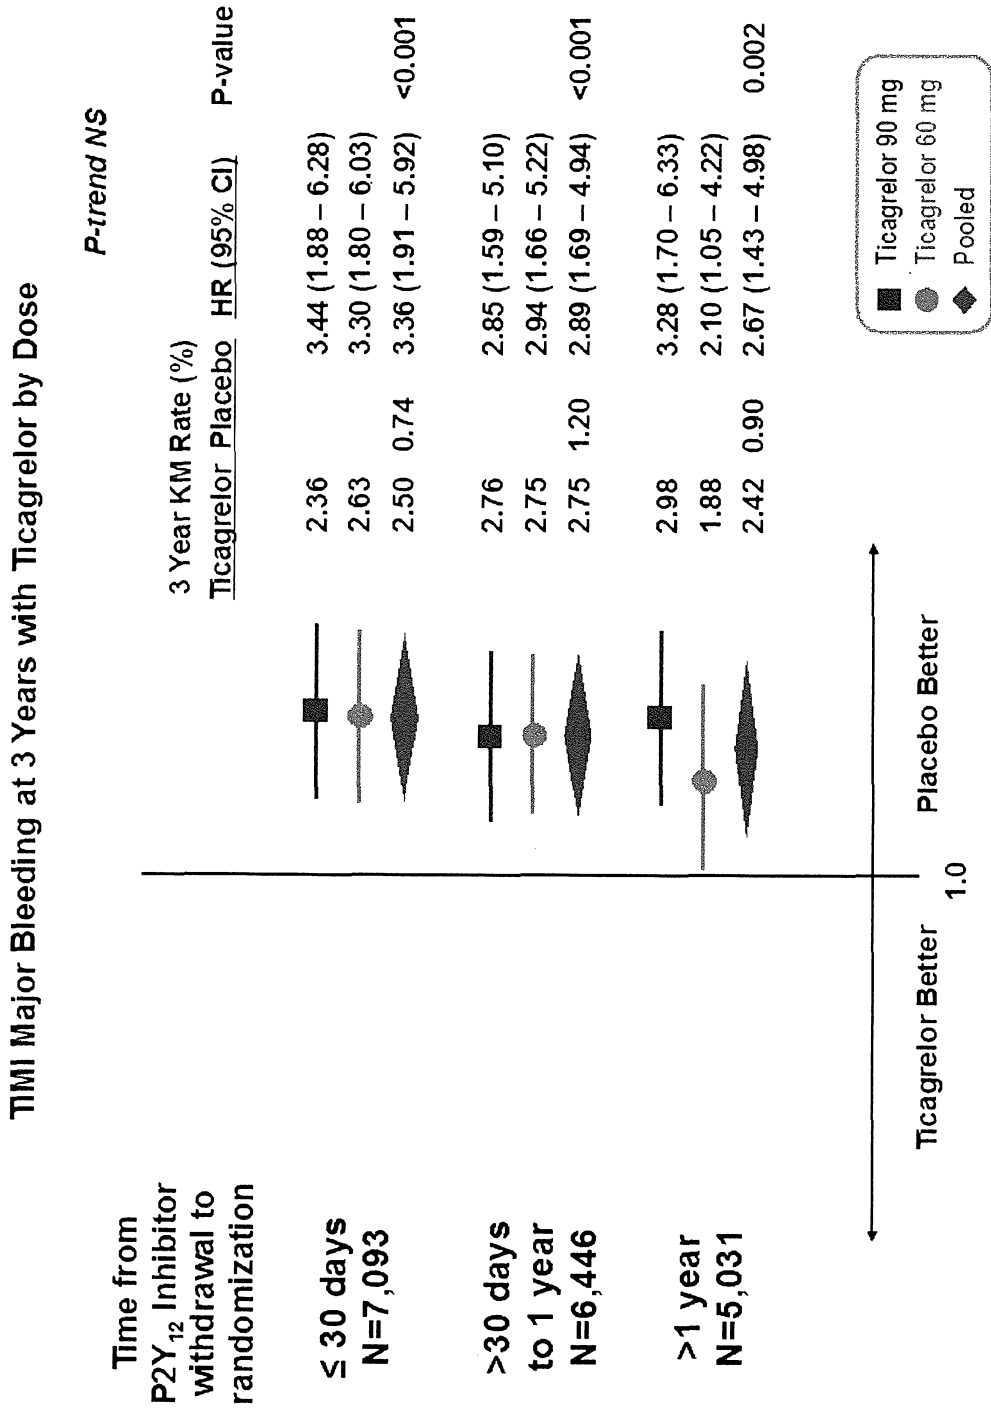 TIMI Major Bleeding at 3 Years with Ticagrelor by Dose
P-trend NS
Time from
P2Y₁₂ Inhibitor
withdrawal to
randomization
3 Year KM Rate (%)
Ticagrelor Placebo HR (95% CI) P-value
≤ 30 days
N=7,093
2.36 3.44 (1.88 – 6.28)
2.63 3.30 (1.80 – 6.03)
2.50 0.74 3.36 (1.91 – 5.92) <0.001
>30 days
to 1 year
N=6,446
2.76 2.85 (1.59 – 5.10)
2.75 2.94 (1.66 – 5.22)
2.75 1.20 2.89 (1.69 – 4.94) <0.001
>1 year
N=5,031
2.98 3.28 (1.70 – 6.33)
1.88 2.10 (1.05 – 4.22)
2.42 0.90 2.67 (1.43 – 4.98) 0.002
Ticagrelor Better Placebo Better
1.0
Ticagrelor 90 mg
Ticagrelor 60 mg
Pooled